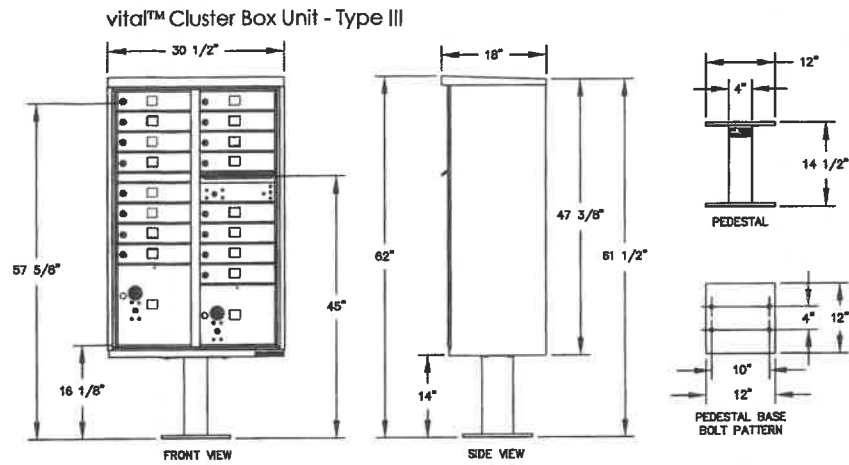 vital™ Cluster Box Unit - Type III
30 1/2"
57 5/8"
16 1/8"
45"
FRONT VIEW
18"
62"
47 3/8"
61 1/2"
14"
SIDE VIEW
12"
4"
14 1/2"
PEDESTAL
4"
12"
10"
12"
PEDESTAL BASE
BOLT PATTERN